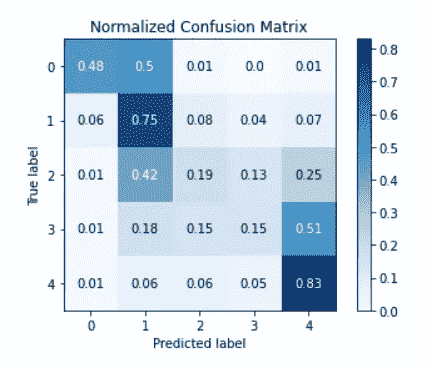 Normalized Confusion Matrix
0 0.48 0.5 0.01 0.0 0.01
1 0.06 0.75 0.08 0.04 0.07
2 0.01 0.42 0.19 0.13 0.25
3 0.01 0.18 0.15 0.15 0.51
4 0.01 0.06 0.06 0.05 0.83
0 1 2 3 4
True label
Predicted label
0.8
0.7
0.6
0.5
0.4
0.3
0.2
0.1
0.0